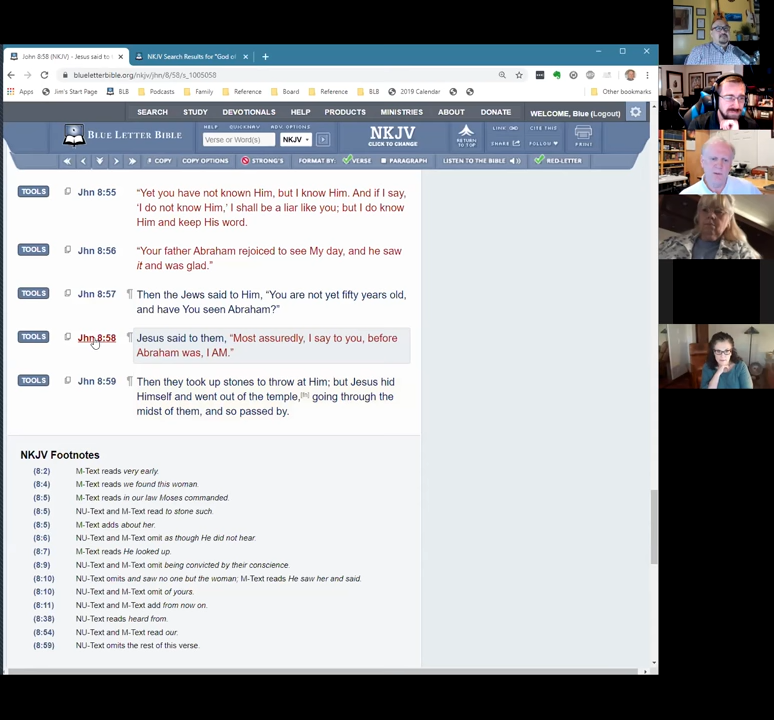 John 8:58 (NKJV) - Jesus said to t
NKJV Search Results for "God of
blueletterbible.org/nkjv/jhn/8/58/s_1005058
Apps Jim's Start Page BLB Podcasts Family Reference Board Reference BLB 2019 Calendar Other bookmarks
SEARCH STUDY DEVOTIONALS HELP PRODUCTS MINISTRIES ABOUT DONATE WELCOME, Blue (Logout)
BLUE LETTER BIBLE
HELP QUICKNAV ADV. OPTIONS
Verse or Word(s) NKJV
NKJV
CLICK TO CHANGE
RETURN TO TOP
LINK CITE THIS
SHARE FOLLOW PRINT
COPY COPY OPTIONS STRONG'S FORMAT BY VERSE PARAGRAPH LISTEN TO THE BIBLE RED-LETTER
TOOLS Jhn 8:55 “Yet you have not known Him, but I know Him. And if I say,
‘I do not know Him,’ I shall be a liar like you; but I do know
Him and keep His word.
TOOLS Jhn 8:56 “Your father Abraham rejoiced to see My day, and he saw
it and was glad.”
TOOLS Jhn 8:57 ¶ Then the Jews said to Him, “You are not yet fifty years old,
and have You seen Abraham?”
TOOLS Jhn 8:58 ¶ Jesus said to them, “Most assuredly, I say to you, before
Abraham was, I AM.”
TOOLS Jhn 8:59 ¶ Then they took up stones to throw at Him; but Jesus hid
Himself and went out of the temple,[fn] going through the
midst of them, and so passed by.
NKJV Footnotes
(8:2) M-Text reads very early.
(8:4) M-Text reads we found this woman.
(8:5) M-Text reads in our law Moses commanded.
(8:5) NU-Text and M-Text read to stone such.
(8:5) M-Text adds about her.
(8:6) NU-Text and M-Text omit as though He did not hear.
(8:7) M-Text reads He looked up.
(8:9) NU-Text and M-Text omit being convicted by their conscience.
(8:10) NU-Text omits and saw no one but the woman; M-Text reads He saw her and said.
(8:10) NU-Text and M-Text omit of yours.
(8:11) NU-Text and M-Text add from now on.
(8:38) NU-Text reads heard from.
(8:54) NU-Text and M-Text read our.
(8:59) NU-Text omits the rest of this verse.